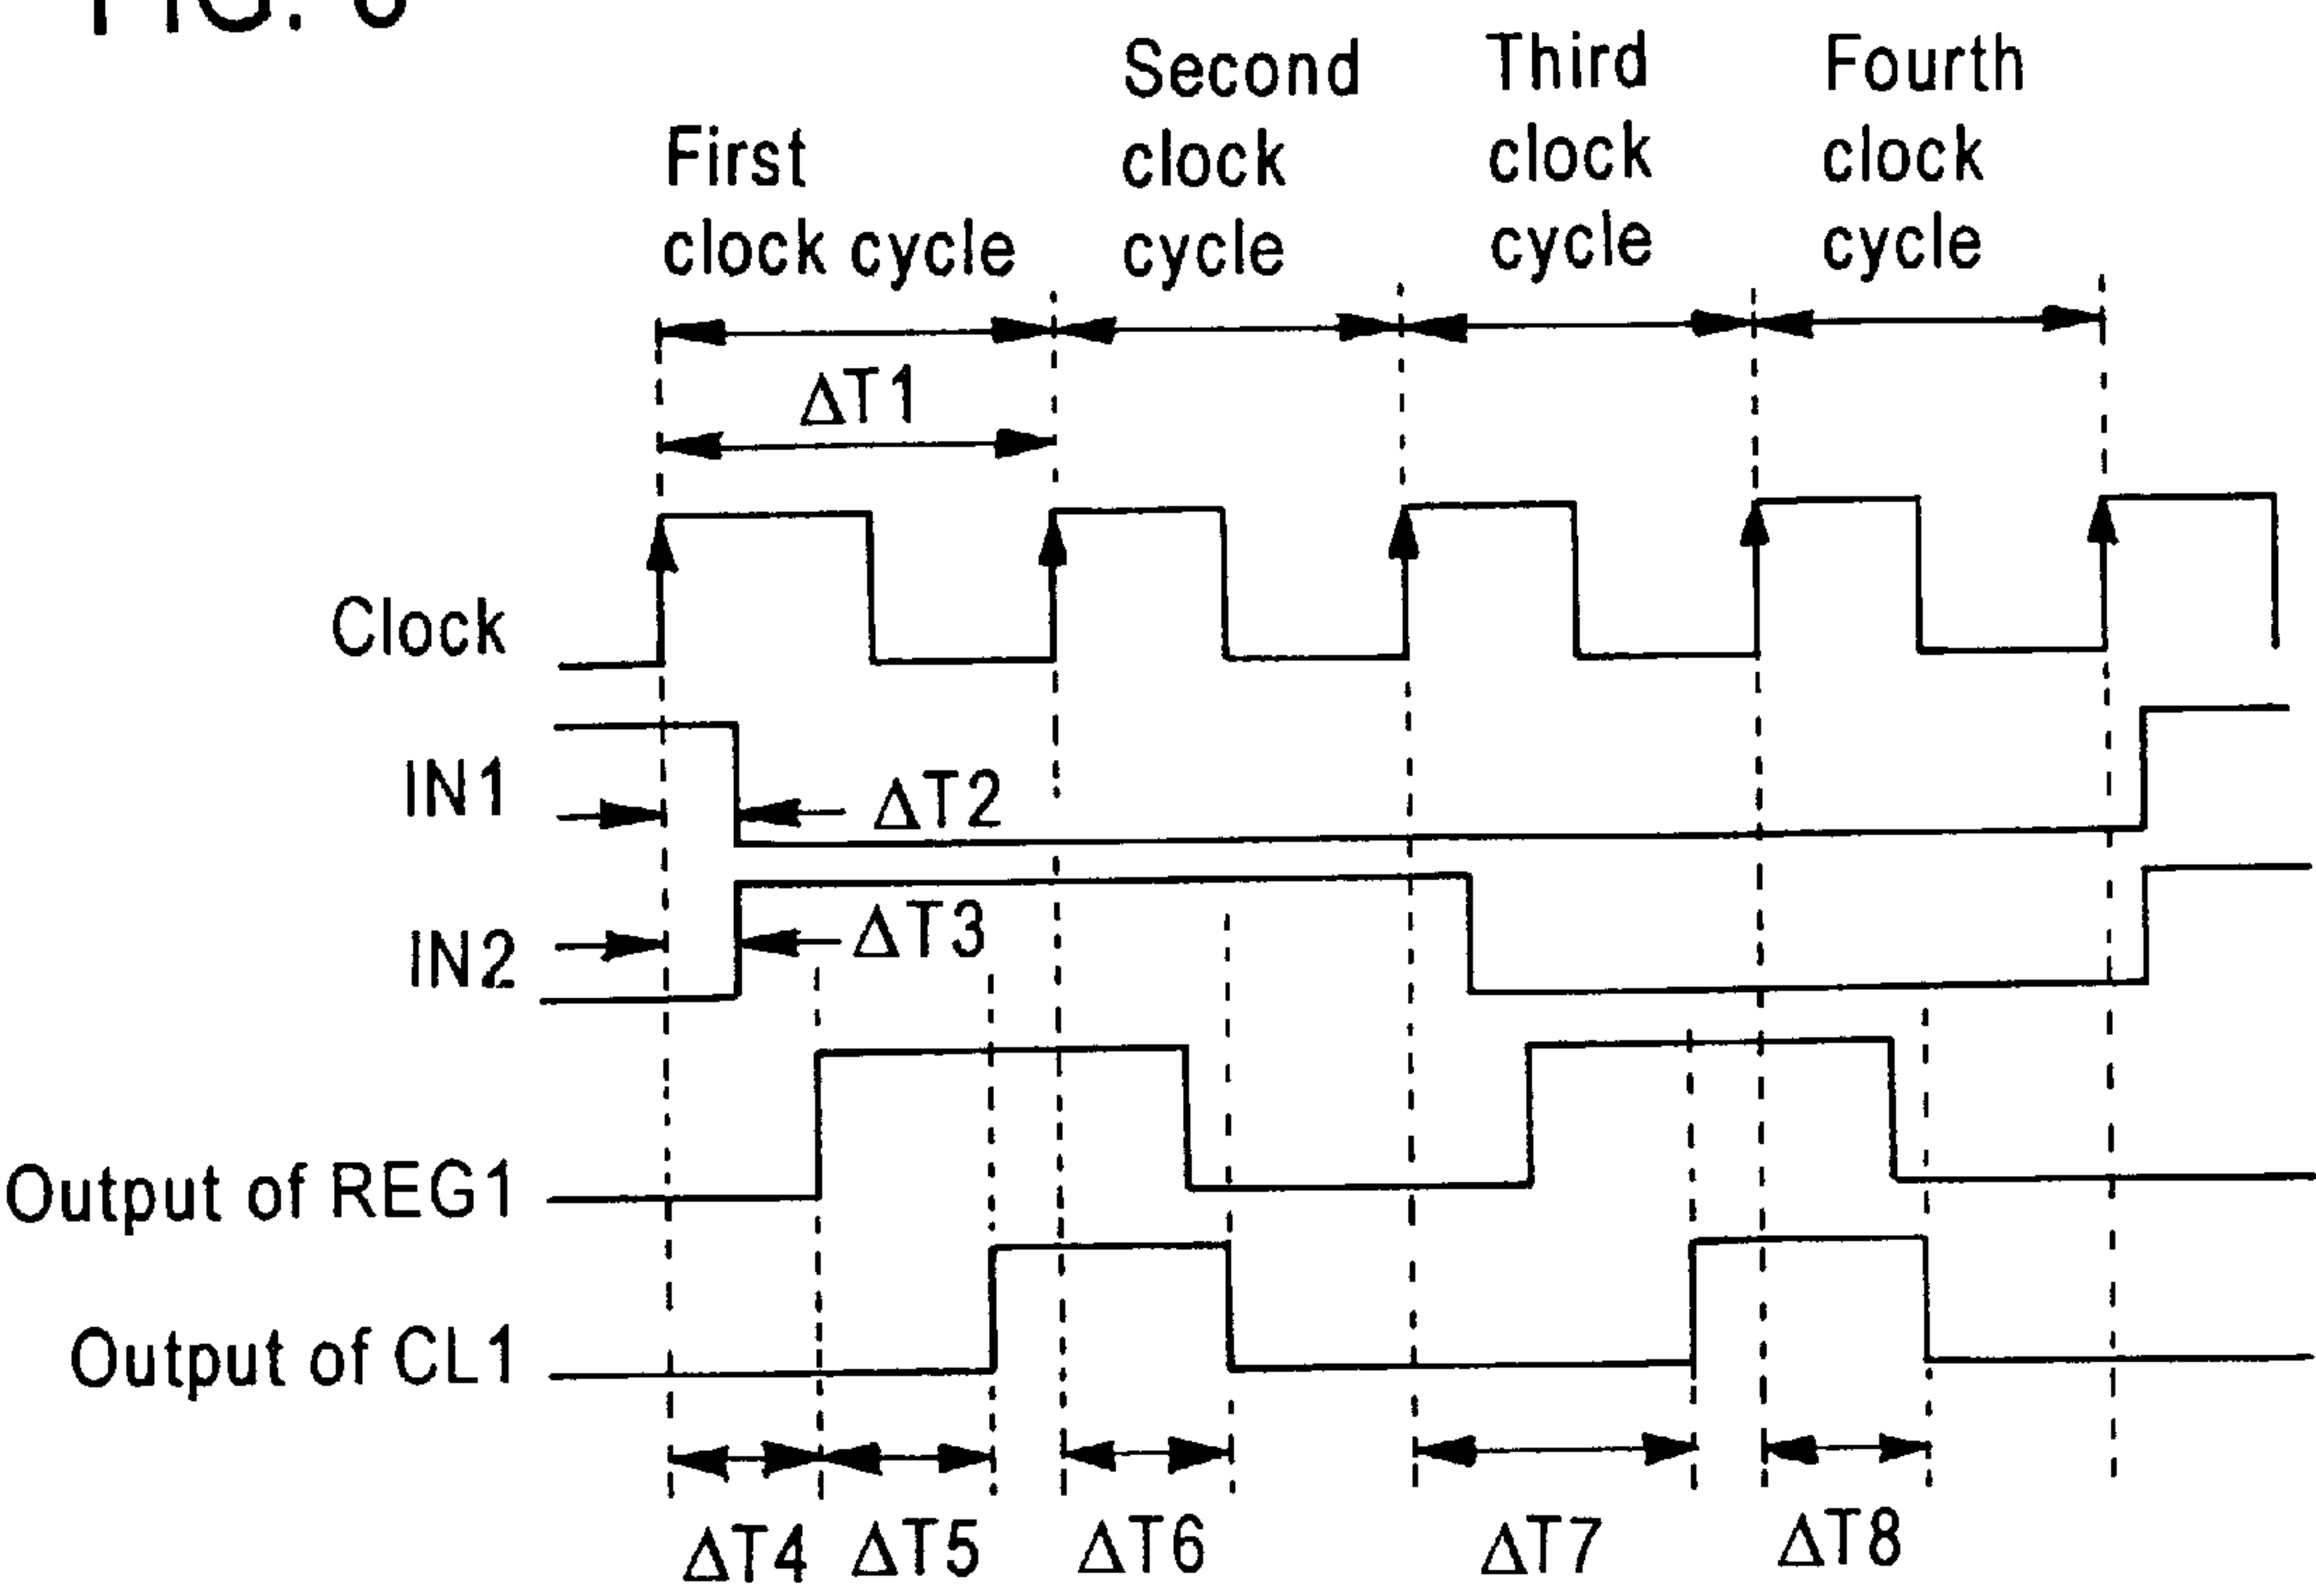 FIG.
First
clock cycle
Second
clock
cycle
Third
clock
cycle
Fourth
clock
cycle
ΔT1
Clock
IN1
ΔT2
IN2
ΔT3
Output of REG1
Output of CL1
ΔT4 ΔT5 ΔT6 ΔT7 ΔT8